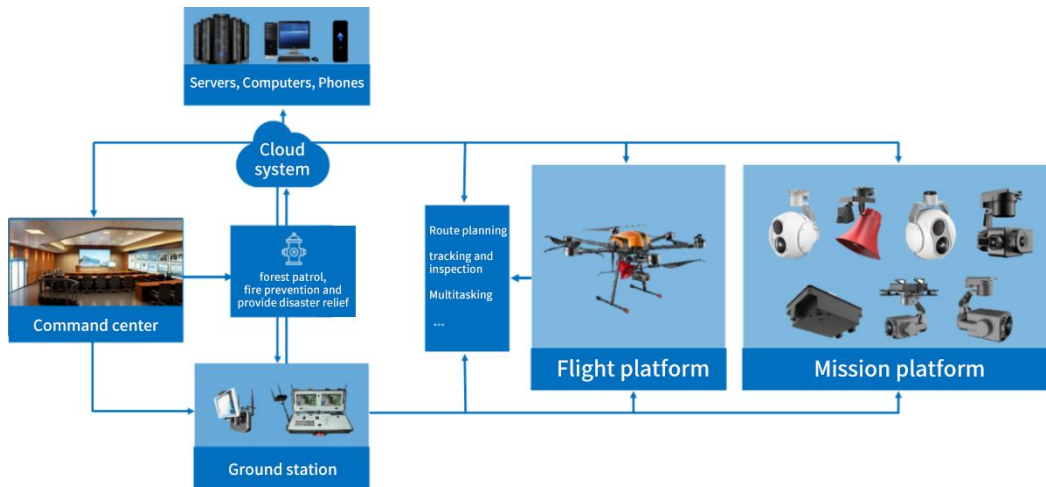 Servers, Computers, Phones
Cloud
system
Route planning
tracking and
inspection
Multitasking
...
forest patrol,
fire prevention and
provide disaster relief
Command center
Flight platform
Mission platform
Ground station